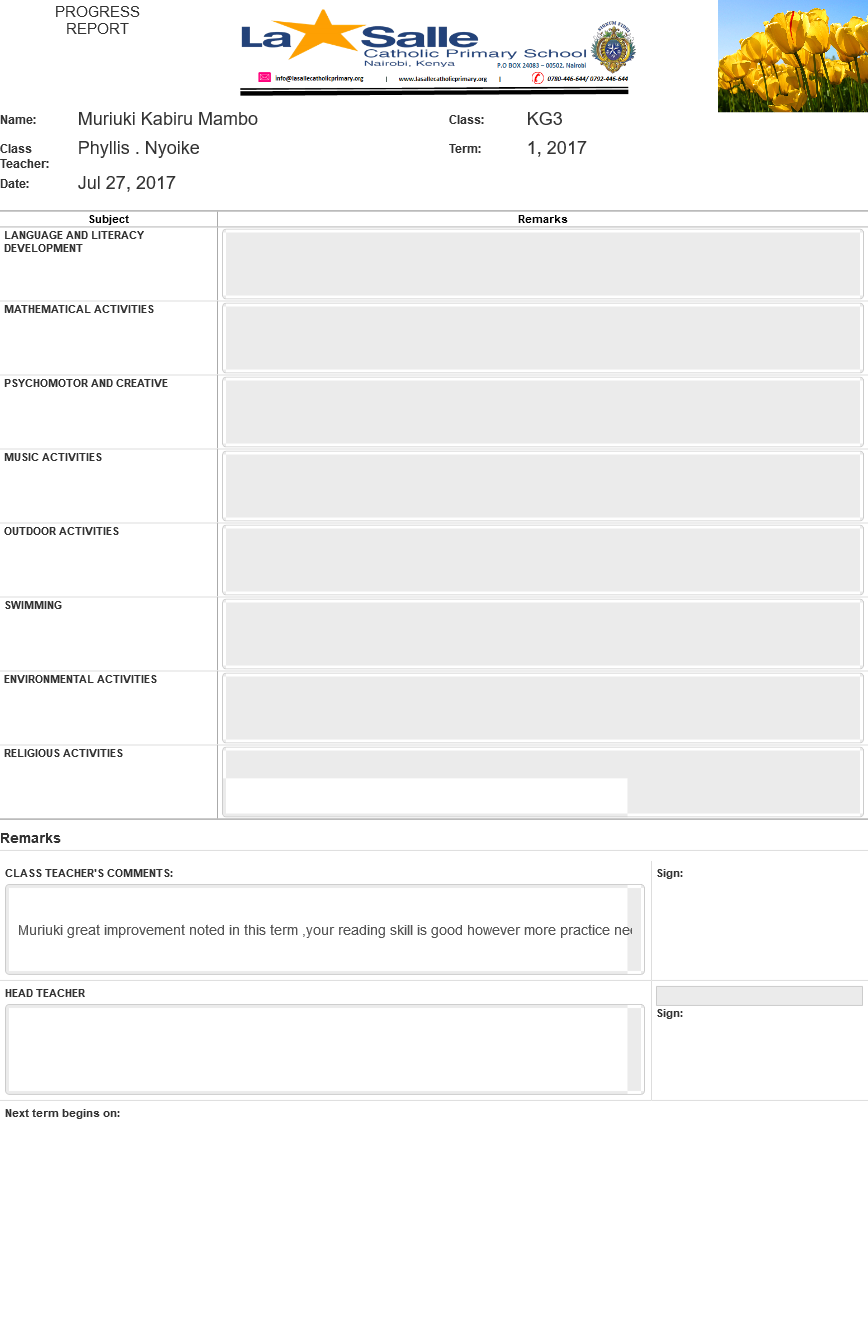 PROGRESS
REPORT
La Salle
Catholic Primary School
Nairobi, Kenya
P.O BOX 24083 – 00502, Nairobi
info@lasallecatholicprimary.org | www.lasallecatholicprimary.org | 0780-446-644/ 0792-446-644
Name: Muriuki Kabiru Mambo Class: KG3
Class Teacher: Phyllis . Nyoike Term: 1, 2017
Date: Jul 27, 2017
Subject Remarks
LANGUAGE AND LITERACY
DEVELOPMENT
MATHEMATICAL ACTIVITIES
PSYCHOMOTOR AND CREATIVE
MUSIC ACTIVITIES
OUTDOOR ACTIVITIES
SWIMMING
ENVIRONMENTAL ACTIVITIES
RELIGIOUS ACTIVITIES
Remarks
CLASS TEACHER'S COMMENTS: Sign:
Muriuki great improvement noted in this term ,your reading skill is good however more practice
HEAD TEACHER
Sign:
Next term begins on: